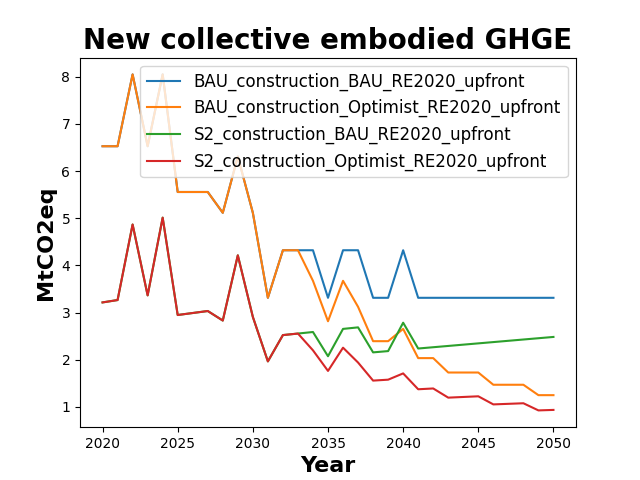 New collective embodied GHGE
BAU_construction_BAU_RE2020_upfront
BAU_construction_Optimist_RE2020_upfront
S2_construction_BAU_RE2020_upfront
S2_construction_Optimist_RE2020_upfront
MtCO2eq
8
7
6
5
4
3
2
1
2020 2025 2030 2035 2040 2045 2050
Year